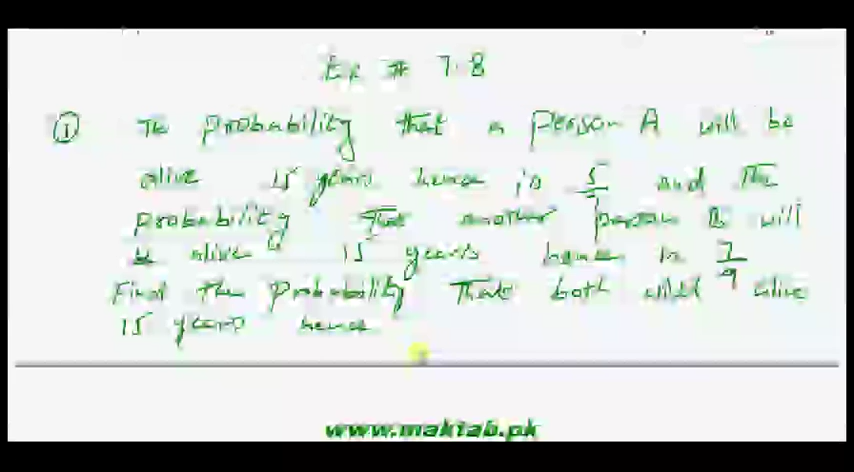 Ex # 7.8
① The probability that a person A will be
alive 15 years hence is 5/ and the
probability that another person B will
be alive 15 years hence is 7/9
Find the probability that both will alive
15 years hence
www.maktab.pk